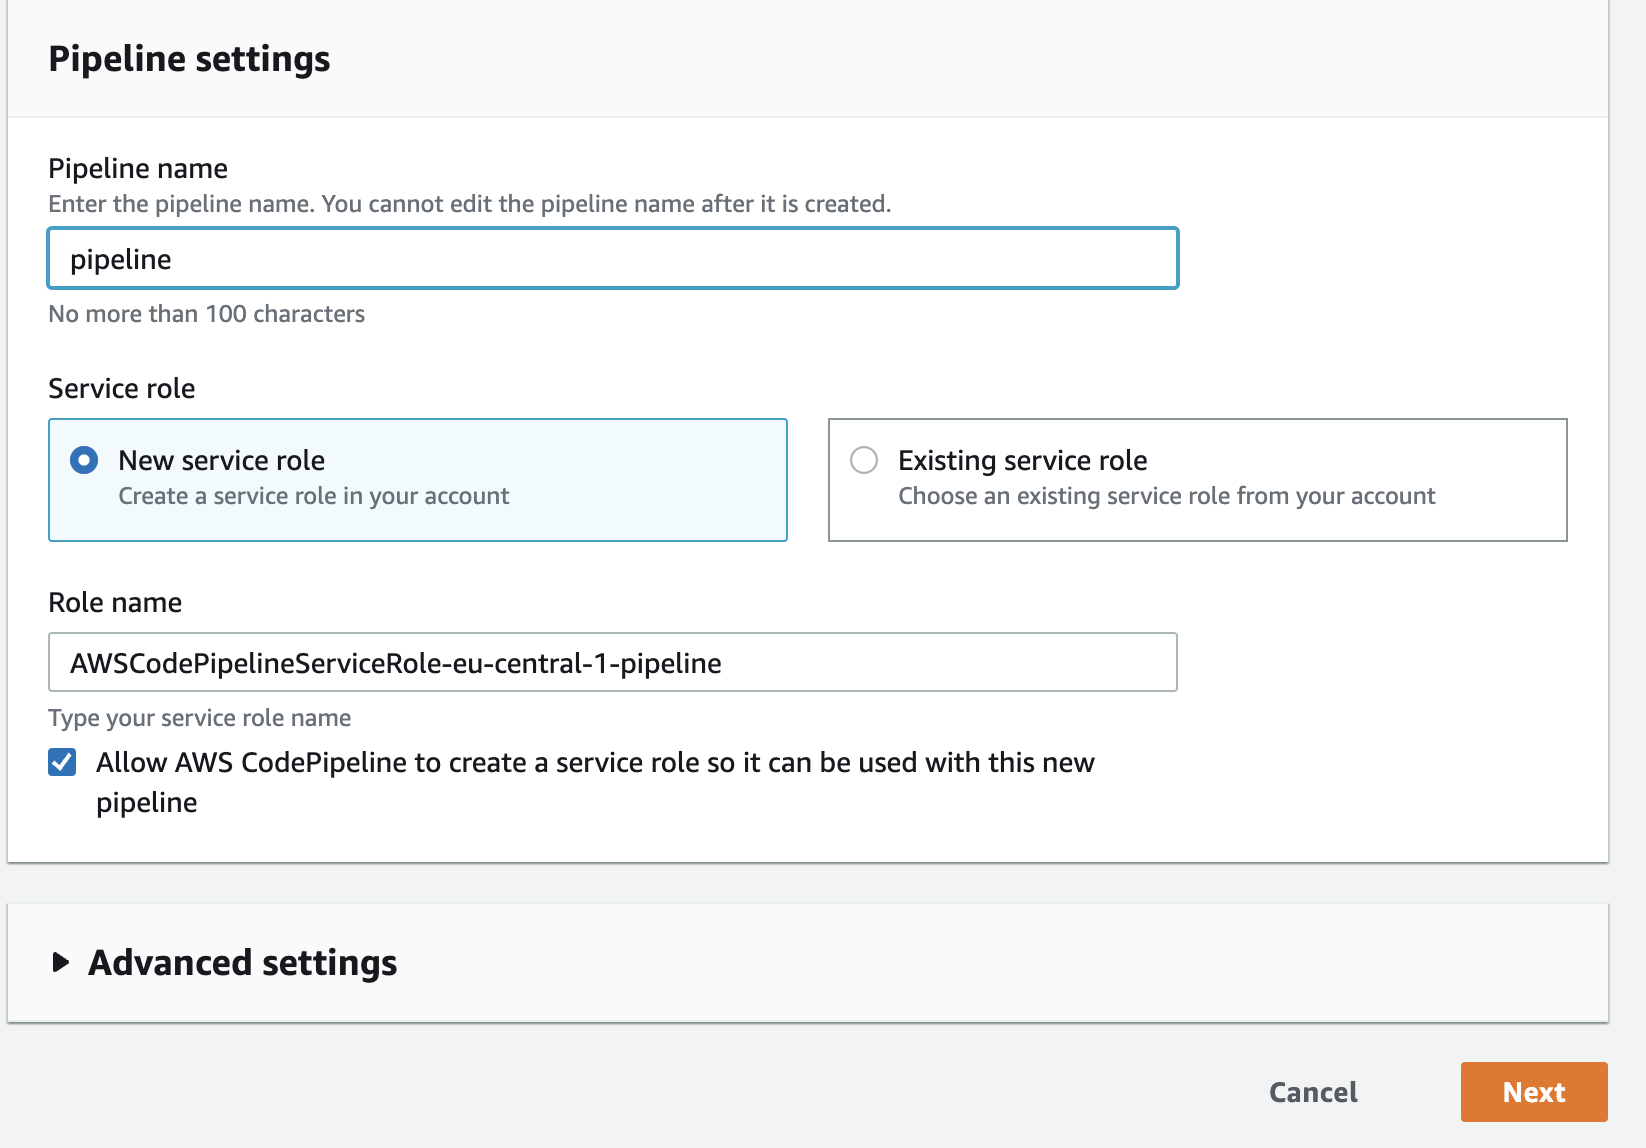 Pipeline settings
Pipeline name
Enter the pipeline name. You cannot edit the pipeline name after it is created.
pipeline
No more than 100 characters
Service role
New service role
Create a service role in your account
Existing service role
Choose an existing service role from your account
Role name
AWSCodePipelineServiceRole-eu-central-1-pipeline
Type your service role name
Allow AWS CodePipeline to create a service role so it can be used with this new
pipeline
Advanced settings
Cancel
Next